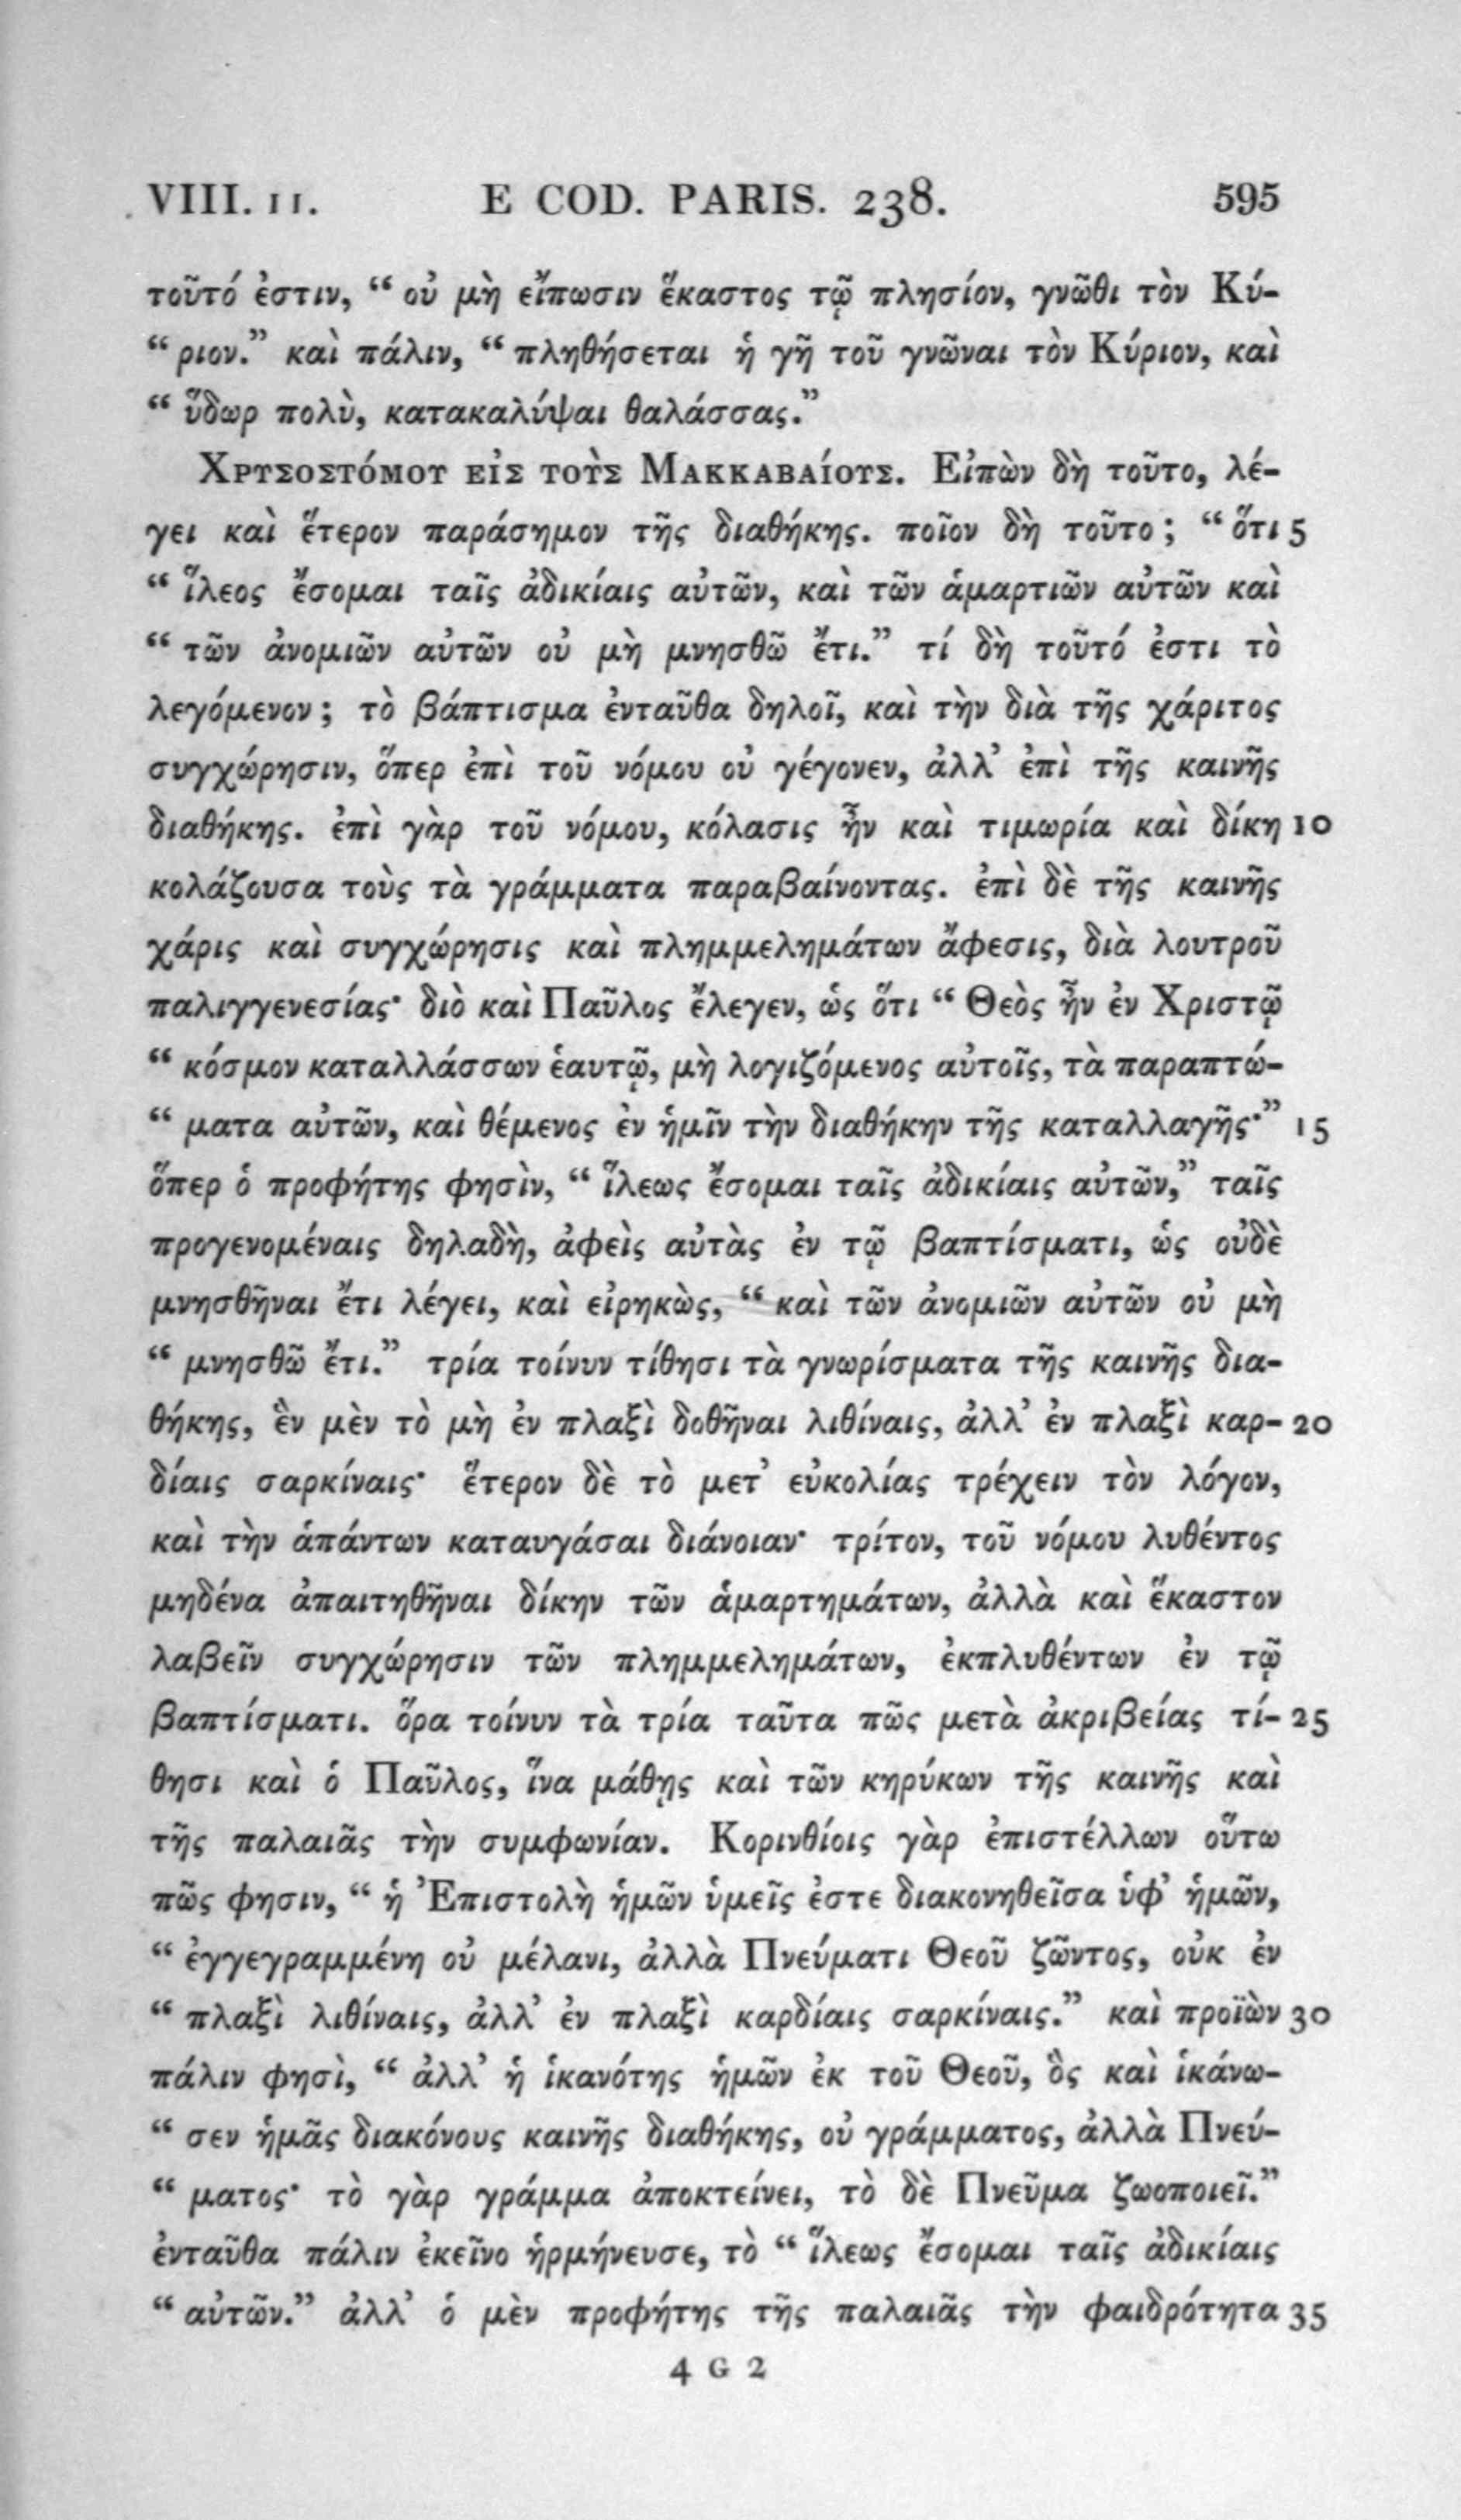 VIII. 11. E COD. PARIS. 238. 595
τοῦτό ἐστιν, “ οὐ μὴ εἴπωσιν ἕκαστος τῷ πλησίον, γνῶθι τὸν Κύ-
“ ριον.” καὶ πάλιν, “ πληθήσεται ἡ γῆ τοῦ γνῶναι τὸν Κύριον, καὶ
“ ὕδωρ πολὺ, κατακαλύψαι θαλάσσας.”
Χρυσοστόμου εἰς τοὺς Μακκαβαίους. Εἰπὼν δὴ τοῦτο, λέ-
γει καὶ ἕτερον παράσημον τῆς διαθήκης. ποῖον δὴ τοῦτο ; “ ὅτι 5
“ ἵλεος ἔσομαι ταῖς ἀδικίαις αὐτῶν, καὶ τῶν ἁμαρτιῶν αὐτῶν καὶ
“ τῶν ἀνομιῶν αὐτῶν οὐ μὴ μνησθῶ ἔτι.” τί δὴ τοῦτό ἐστι τὸ
λεγόμενον ; τὸ βάπτισμα ἐνταῦθα δηλοῖ, καὶ τὴν διὰ τῆς χάριτος
συγχώρησιν, ὅπερ ἐπὶ τοῦ νόμου οὐ γέγονεν, ἀλλ’ ἐπὶ τῆς καινῆς
διαθήκης. ἐπὶ γὰρ τοῦ νόμου, κόλασις ἦν καὶ τιμωρία καὶ δίκη 10
κολάζουσα τοὺς τὰ γράμματα παραβαίνοντας. ἐπὶ δὲ τῆς καινῆς
χάρις καὶ συγχώρησις καὶ πλημμελημάτων ἄφεσις, διὰ λουτροῦ
παλιγγενεσίας· διὸ καὶ Παῦλος ἔλεγεν, ὡς ὅτι “ Θεὸς ἦν ἐν Χριστῷ
“ κόσμον καταλλάσσων ἑαυτῷ, μὴ λογιζόμενος αὐτοῖς, τὰ παραπτώ-
“ ματα αὐτῶν, καὶ θέμενος ἐν ἡμῖν τὴν διαθήκην τῆς καταλλαγῆς·” 15
ὅπερ ὁ προφήτης φησὶν, “ ἵλεως ἔσομαι ταῖς ἀδικίαις αὐτῶν,” ταῖς
προγενομέναις δηλαδὴ, ἀφεὶς αὐτὰς ἐν τῷ βαπτίσματι, ὡς οὐδὲ
μνησθῆναι ἔτι λέγει, καὶ εἰρηκὼς, “ καὶ τῶν ἀνομιῶν αὐτῶν οὐ μὴ
“ μνησθῶ ἔτι.” τρία τοίνυν τίθησι τὰ γνωρίσματα τῆς καινῆς δια-
θήκης, ἓν μὲν τὸ μὴ ἐν πλαξὶ δοθῆναι λιθίναις, ἀλλ’ ἐν πλαξὶ καρ- 20
δίαις σαρκίναις· ἕτερον δὲ τὸ μετ’ εὐκολίας τρέχειν τὸν λόγον,
καὶ τὴν ἁπάντων καταυγάσαι διάνοιαν· τρίτον, τοῦ νόμου λυθέντος
μηδένα ἀπαιτηθῆναι δίκην τῶν ἁμαρτημάτων, ἀλλὰ καὶ ἕκαστον
λαβεῖν συγχώρησιν τῶν πλημμελημάτων, ἐκπλυθέντων ἐν τῷ
βαπτίσματι. ὅρα τοίνυν τὰ τρία ταῦτα πῶς μετὰ ἀκριβείας τί- 25
θησι καὶ ὁ Παῦλος, ἵνα μάθῃς καὶ τῶν κηρύκων τῆς καινῆς καὶ
τῆς παλαιᾶς τὴν συμφωνίαν. Κορινθίοις γὰρ ἐπιστέλλων οὕτω
πῶς φησιν, “ ἡ Ἐπιστολὴ ἡμῶν ὑμεῖς ἐστε διακονηθεῖσα ὑφ’ ἡμῶν,
“ ἐγγεγραμμένη οὐ μέλανι, ἀλλὰ Πνεύματι Θεοῦ ζῶντος, οὐκ ἐν
“ πλαξὶ λιθίναις, ἀλλ’ ἐν πλαξὶ καρδίαις σαρκίναις.” καὶ προϊὼν 30
πάλιν φησὶ, “ ἀλλ’ ἡ ἱκανότης ἡμῶν ἐκ τοῦ Θεοῦ, ὃς καὶ ἱκάνω-
“ σεν ἡμᾶς διακόνους καινῆς διαθήκης, οὐ γράμματος, ἀλλὰ Πνεύ-
“ ματος· τὸ γὰρ γράμμα ἀποκτείνει, τὸ δὲ Πνεῦμα ζωοποιεῖ.”
ἐνταῦθα πάλιν ἐκεῖνο ἡρμήνευσε, τὸ “ ἵλεως ἔσομαι ταῖς ἀδικίαις
“ αὐτῶν.” ἀλλ’ ὁ μὲν προφήτης τῆς παλαιᾶς τὴν φαιδρότητα 35
4 G 2